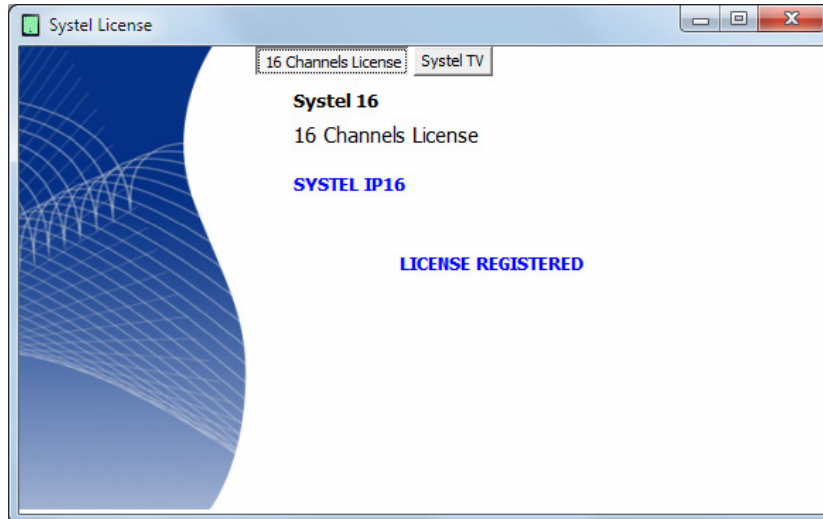 Systel License
16 Channels License Systel TV
Systel 16
16 Channels License
SYSTEL IP16
LICENSE REGISTERED